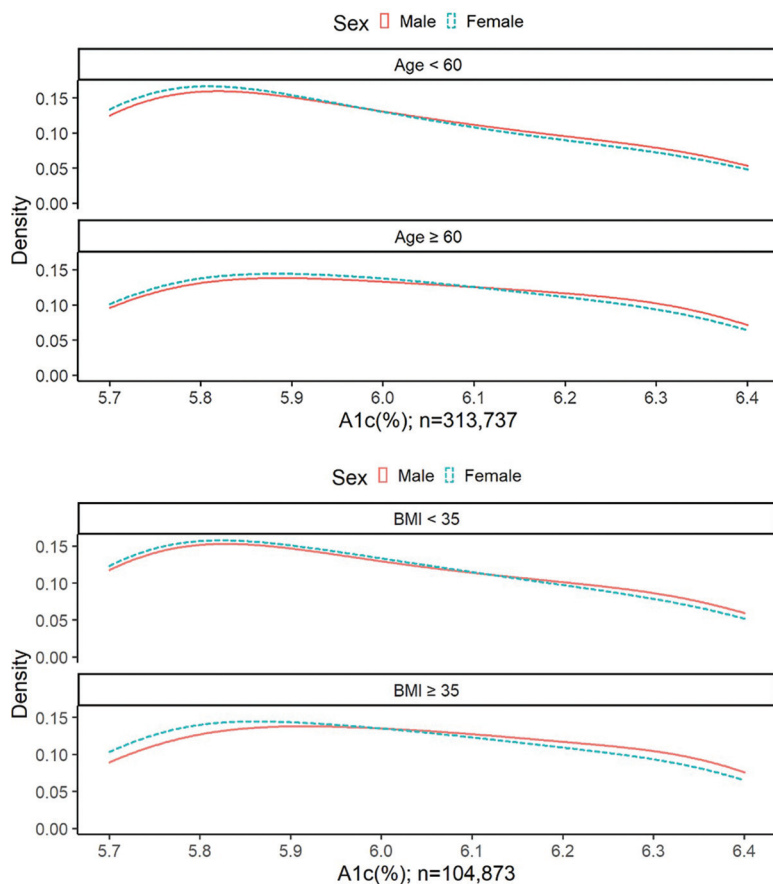 Sex Male Female
Age < 60
0.15
0.10
0.05
0.00
Age ≥ 60
0.15
0.10
0.05
0.00
Density
5.7 5.8 5.9 6.0 6.1 6.2 6.3 6.4
A1c(%); n=313,737
Sex Male Female
BMI < 35
0.15
0.10
0.05
0.00
BMI ≥ 35
0.15
0.10
0.05
0.00
Density
5.7 5.8 5.9 6.0 6.1 6.2 6.3 6.4
A1c(%); n=104,873